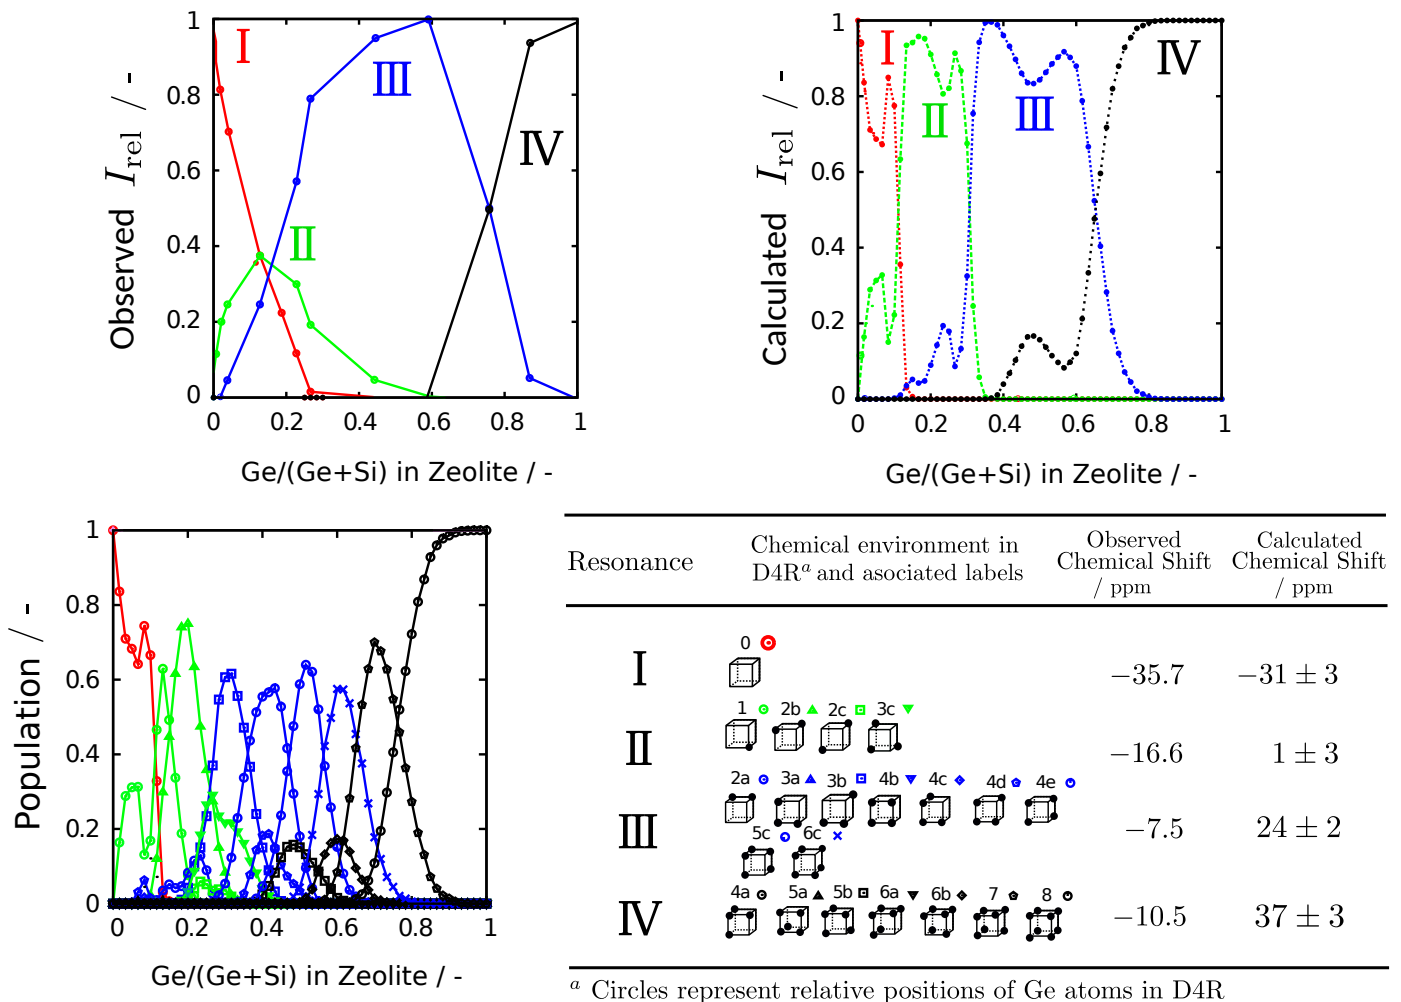 1
0.8
0.6
0.4
0.2
0
0 0.2 0.4 0.6 0.8 1
Observed I_rel / -
Ge/(Ge+Si) in Zeolite / -
I
II
III
IV
1
0.8
0.6
0.4
0.2
0
0 0.2 0.4 0.6 0.8 1
Calculated I_rel / -
Ge/(Ge+Si) in Zeolite / -
I
II
III
IV
1
0.8
0.6
0.4
0.2
0
0 0.2 0.4 0.6 0.8 1
Population / -
Ge/(Ge+Si) in Zeolite / -
Resonance
Chemical environment in
D4R^a and asociated labels
Observed
Chemical Shift
/ ppm
Calculated
Chemical Shift
/ ppm
I
0
−35.7 −31 ± 3
II
1 2b 2c 3c
−16.6 1 ± 3
III
2a 3a 3b 4b 4c 4d 4e
5c 6c
−7.5 24 ± 2
IV
4a 5a 5b 6a 6b 7 8
−10.5 37 ± 3
^a Circles represent relative positions of Ge atoms in D4R